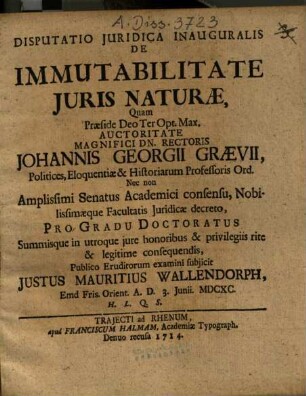 A. Diss. 3723
DISPUTATIO JURIDICA INAUGURALIS
DE
IMMUTABILITATE
JURIS NATURÆ,
Quam
Præside Deo Ter Opt. Max.
AUCTORITATE
MAGNIFICI DN. RECTORIS
JOHANNIS GEORGII GRÆVII,
Politices, Eloquentiæ & Historiarum Professoris Ord.
Nec non
Amplissimi Senatus Academici consensu, Nobi-
lissimæque Facultatis Juridicæ decreto,
PRO GRADU DOCTORATUS
Summisque in utroque jure honoribus & privilegiis rite
& legitime consequendis,
Publico Eruditorum examini subjicit
JUSTUS MAURITIUS WALLENDORPH,
Emd Fris. Orient. A. D. 3. Junii. MDCXC.
H. L. Q. S.
TRAJECTI ad RHENUM,
apud FRANCISCUM HALMAM, Academiæ Typograph.
Denuo recusa 1714.